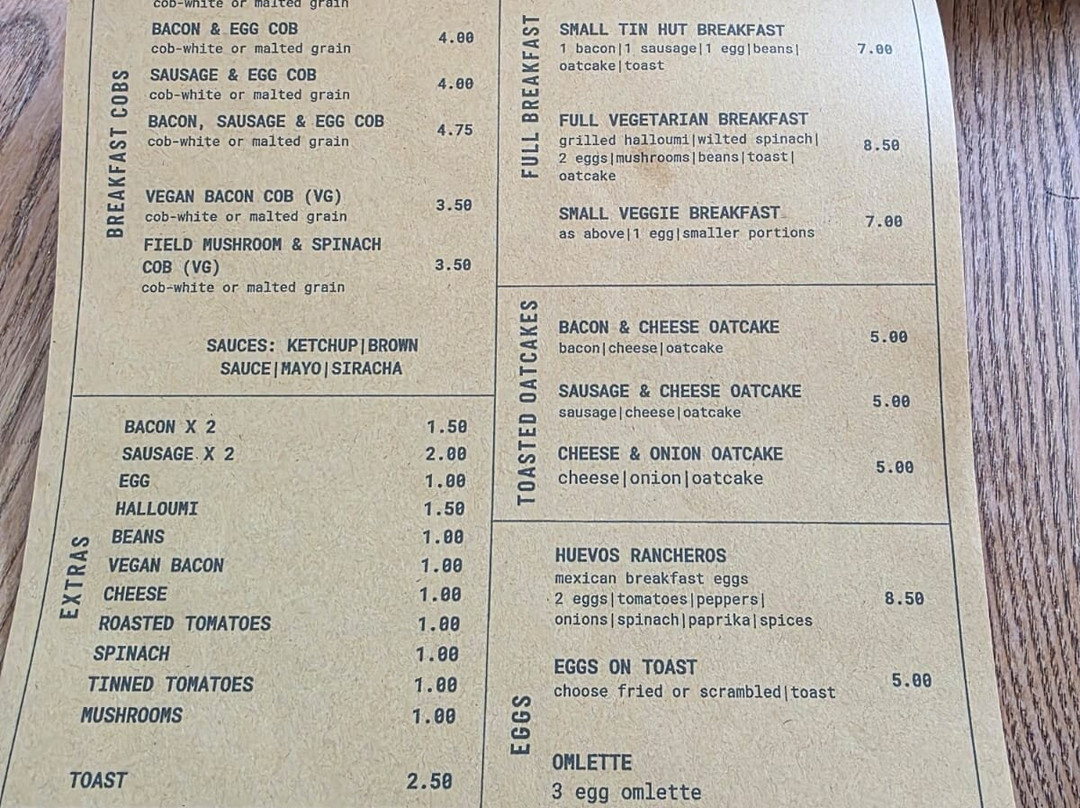 cob-white or malted grain
BREAKFAST COBS
BACON & EGG COB 4.00
cob-white or malted grain
SAUSAGE & EGG COB 4.00
cob-white or malted grain
BACON, SAUSAGE & EGG COB 4.75
cob-white or malted grain
VEGAN BACON COB (VG) 3.50
cob-white or malted grain
FIELD MUSHROOM & SPINACH
COB (VG) 3.50
cob-white or malted grain
SAUCES: KETCHUP|BROWN
SAUCE|MAYO|SIRACHA
EXTRAS
BACON X 2 1.50
SAUSAGE X 2 2.00
EGG 1.00
HALLOUMI 1.50
BEANS 1.00
VEGAN BACON 1.00
CHEESE 1.00
ROASTED TOMATOES 1.00
SPINACH 1.00
TINNED TOMATOES 1.00
MUSHROOMS 1.00
TOAST 2.50
FULL BREAKFAST
SMALL TIN HUT BREAKFAST
1 bacon|1 sausage|1 egg|beans| 7.00
oatcake|toast
FULL VEGETARIAN BREAKFAST
grilled halloumi|wilted spinach| 8.50
2 eggs|mushrooms|beans|toast|
oatcake
SMALL VEGGIE BREAKFAST 7.00
as above|1 egg|smaller portions
TOASTED OATCAKES
BACON & CHEESE OATCAKE 5.00
bacon|cheese|oatcake
SAUSAGE & CHEESE OATCAKE 5.00
sausage|cheese|oatcake
CHEESE & ONION OATCAKE 5.00
cheese|onion|oatcake
EGGS
HUEVOS RANCHEROS
mexican breakfast eggs
2 eggs|tomatoes|peppers| 8.50
onions|spinach|paprika|spices
EGGS ON TOAST 5.00
choose fried or scrambled|toast
OMLETTE
3 egg omlette